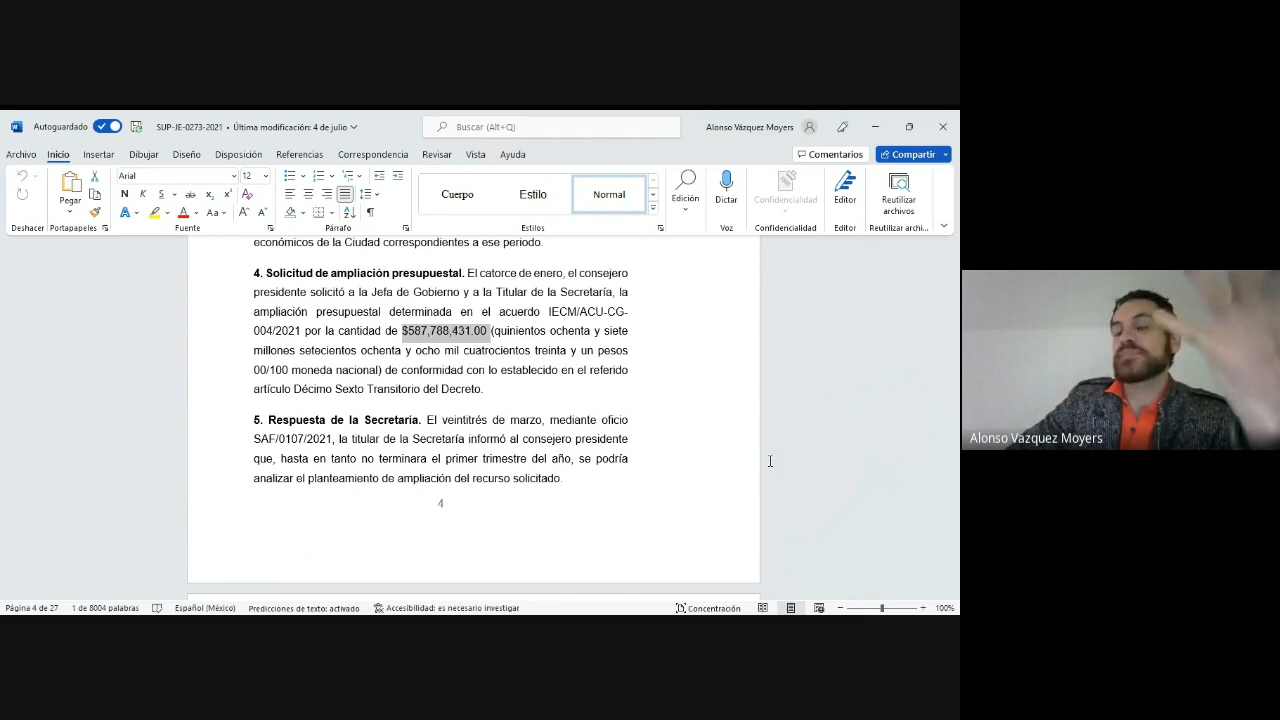 Autoguardado
SUP-JE-0273-2021 • Última modificación: 4 de julio
Buscar (Alt+Q)
Alonso Vázquez Moyers
Archivo Inicio Insertar Dibujar Diseño Disposición Referencias Correspondencia Revisar Vista Ayuda
Comentarios Compartir
Pegar
Arial 12
N K S ab x₂ x² A
A A Aa A A
Cuerpo Estilo Normal
Edición Dictar Confidencialidad Editor Reutilizar archivos
Deshacer Portapapeles Fuente Párrafo Estilos Voz Confidencialidad Editor Reutilizar archi...
económicos de la Ciudad correspondientes a ese periodo.
4. Solicitud de ampliación presupuestal. El catorce de enero, el consejero
presidente solicitó a la Jefa de Gobierno y a la Titular de la Secretaría, la
ampliación presupuestal determinada en el acuerdo IECM/ACU-CG-
004/2021 por la cantidad de $587,788,431.00 (quinientos ochenta y siete
millones setecientos ochenta y ocho mil cuatrocientos treinta y un pesos
00/100 moneda nacional) de conformidad con lo establecido en el referido
artículo Décimo Sexto Transitorio del Decreto.
5. Respuesta de la Secretaría. El veintitrés de marzo, mediante oficio
SAF/0107/2021, la titular de la Secretaría informó al consejero presidente
que, hasta en tanto no terminara el primer trimestre del año, se podría
analizar el planteamiento de ampliación del recurso solicitado.
4
Página 4 de 27 1 de 8004 palabras Español (México) Predicciones de texto: activado Accesibilidad: es necesario investigar Concentración 100%
Alonso Vazquez Moyers